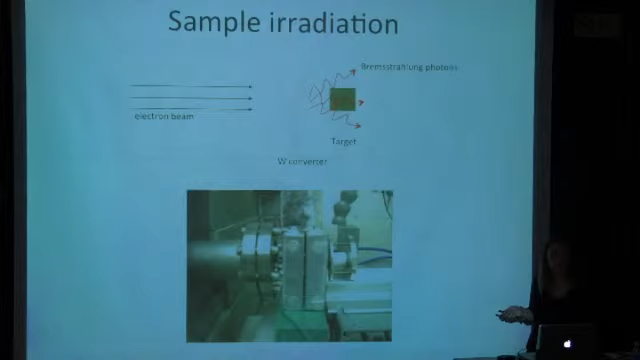 Sample irradiation
Bremsstrahlung photons
electron beam
Target
W converter